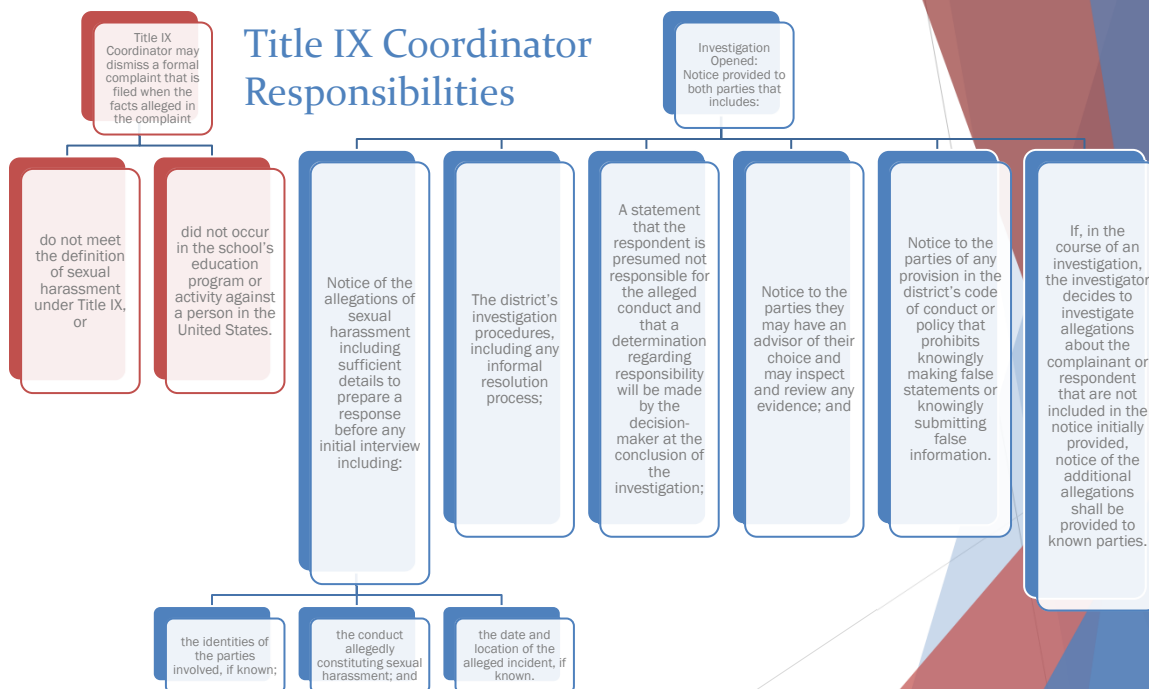 Title IX Coordinator
Responsibilities
Title IX
Coordinator may
dismiss a formal
complaint that is
filed when the
facts alleged in
the complaint
do not meet
the definition
of sexual
harassment
under Title IX,
or
did not occur
in the school's
education
program or
activity against
a person in the
United States.
Investigation
Opened:
Notice provided to
both parties that
includes:
Notice of the
allegations of
sexual
harassment
including
sufficient
details to
prepare a
response
before any
initial interview
including:
the identities of
the parties
involved, if known;
the conduct
allegedly
constituting sexual
harassment; and
the date and
location of the
alleged incident, if
known.
The district's
investigation
procedures,
including any
informal
resolution
process;
A statement
that the
respondent is
presumed not
responsible for
the alleged
conduct and
that a
determination
regarding
responsibility
will be made
by the
decision-
maker at the
conclusion of
the
investigation;
Notice to the
parties they
may have an
advisor of their
choice and
may inspect
and review any
evidence; and
Notice to the
parties of any
provision in the
district's code
of conduct or
policy that
prohibits
knowingly
making false
statements or
knowingly
submitting
false
information.
If, in the
course of an
investigation,
the investigator
decides to
investigate
allegations
about the
complainant or
respondent
that are not
included in the
notice initially
provided,
notice of the
additional
allegations
shall be
provided to
known parties.